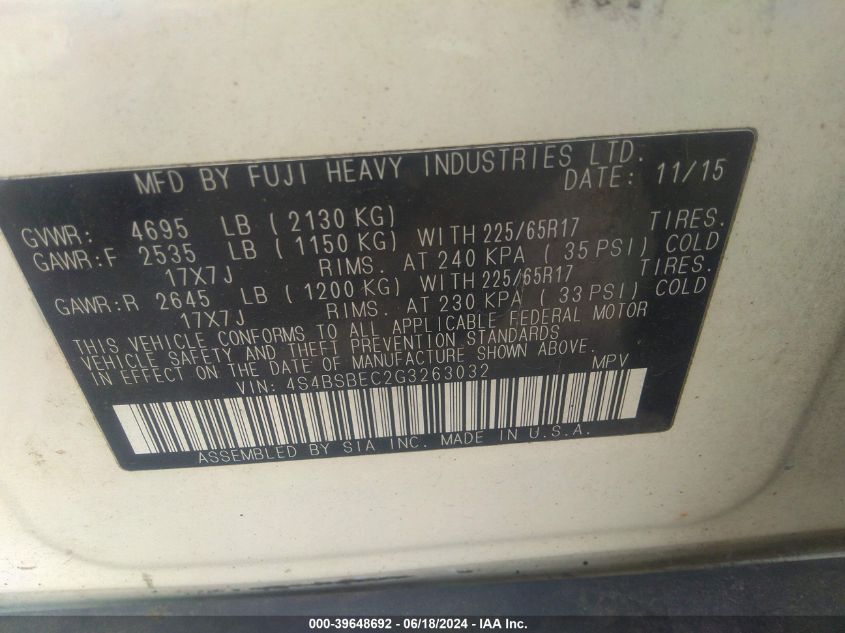 MFD BY FUJI HEAVY INDUSTRIES LTD.
DATE: 11/15
GVWR: 4695 LB ( 2130 KG)
GAWR:F 2535 LB ( 1150 KG) WITH 225/65R17 TIRES.
17X7J RIMS. AT 240 KPA ( 35 PSI) COLD
GAWR:R 2645 LB ( 1200 KG) WITH 225/65R17 TIRES.
17X7J RIMS. AT 230 KPA ( 33 PSI) COLD
THIS VEHICLE CONFORMS TO ALL APPLICABLE FEDERAL MOTOR
VEHICLE SAFETY AND THEFT PREVENTION STANDARDS
IN EFFECT ON THE DATE OF MANUFACTURE SHOWN ABOVE.
VIN: 4S4BSBEC2G3263032 MPV
ASSEMBLED BY SIA INC. MADE IN U.S.A.
000-39648692 - 06/18/2024 - IAA Inc.